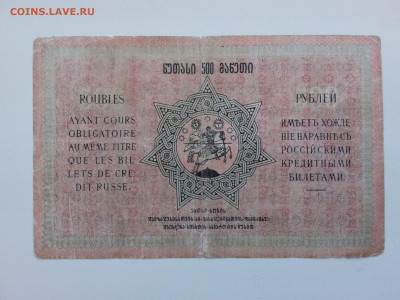 COINS.LAVE.RU
ხუთასი 500 მანეთი
ROUBLES
AYANT COURS
OBLIGATOIRE
AU MÊME TITRE
QUE LES BIL-
LETS DE CRE-
DIT RUSSE.
РУБЛЕЙ
ИМѢЕТЪ ХОЖДЕ-
НІЕ НАРАВНѢ СЪ
РОССІЙСКИМИ
КРЕДИТНЫМИ
БИЛЕТАМИ.